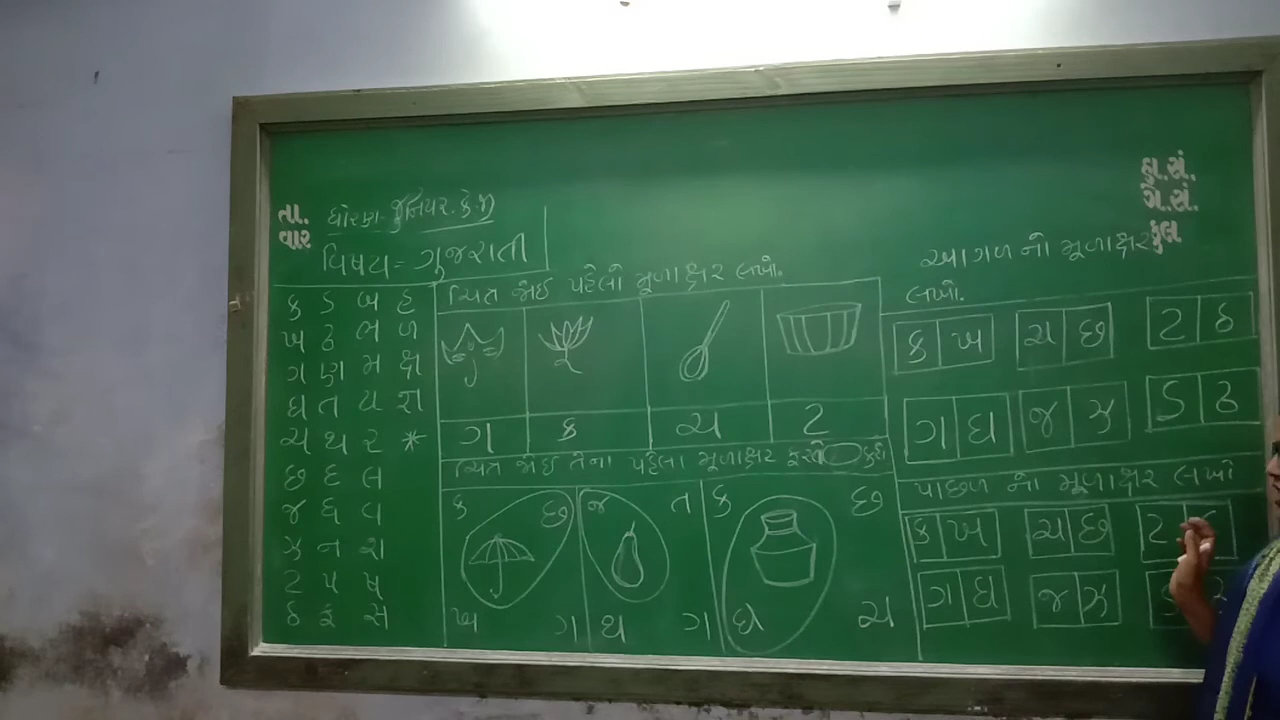 તા.
વાર
ધોરણ- જુનિયર. કે.જી
વિષય= ગુજરાતી
ફા.સં.
ગે.સં.
કુલ
ક ડ બ હ
ખ ઢ ભ ળ
ગ ણ મ ક્ષ
ઘ ત ય જ્ઞ
ચ થ ર *
છ દ લ
જ ધ વ
ઝ ન શ
ટ પ ષ
ઠ ફ સ
ચિત્ર જોઈ પહેલો મૂળાક્ષર લખો.
ગ ક ચ ટ
ચિત્ર જોઈ તેના પહેલા મૂળાક્ષર ફરતે કરો
ક છ જ ત ક છ
ખ ગ થ ગ ઘ ચ
આગળ નો મૂળાક્ષર
લખો.
ક ખ ચ છ ટ ઠ
ગ ઘ જ ઝ ડ ઢ
પાછળ નો મૂળાક્ષર લખો
ક ખ ચ છ ટ
ગ ઘ જ ઝ